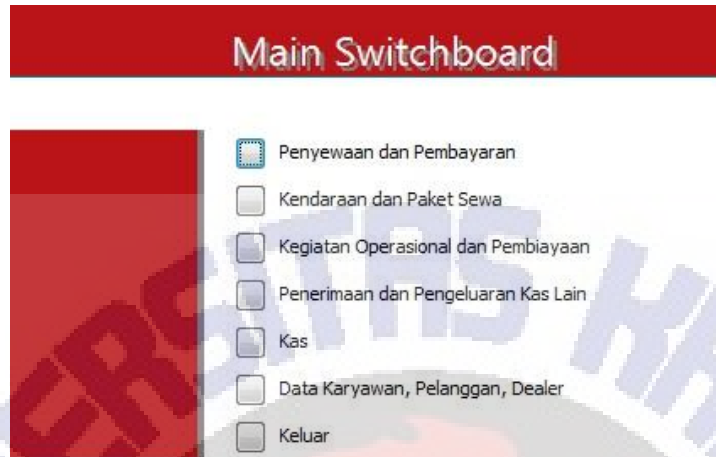 Main Switchboard
Penyewaan dan Pembayaran
Kendaraan dan Paket Sewa
Kegiatan Operasional dan Pembiayaan
Penerimaan dan Pengeluaran Kas Lain
Kas
Data Karyawan, Pelanggan, Dealer
Keluar